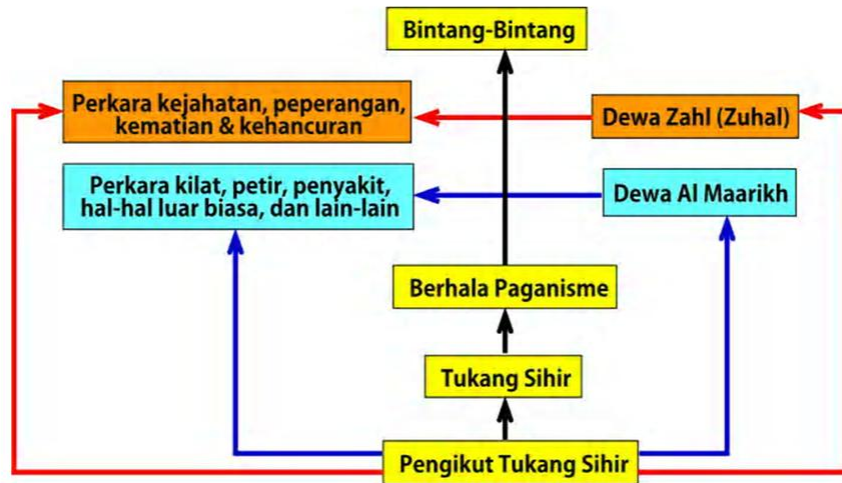 Bintang-Bintang
Perkara kejahatan, peperangan,
kematian & kehancuran
Dewa Zahl (Zuhal)
Perkara kilat, petir, penyakit,
hal-hal luar biasa, dan lain-lain
Dewa Al Maarikh
Berhala Paganisme
Tukang Sihir
Pengikut Tukang Sihir